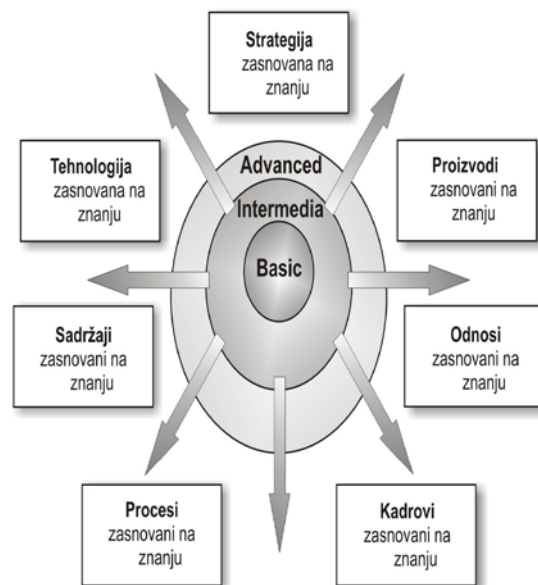 Strategija
zasnovana na
znanju
Tehnologija
zasnovana na
znanju
Advanced
Intermedia
Basic
Proizvodi
zasnovani na
znanju
Sadržaji
zasnovani na
znanju
Odnosi
zasnovani na
znanju
Procesi
zasnovani na
znanju
Kadrovi
zasnovani na
znanju